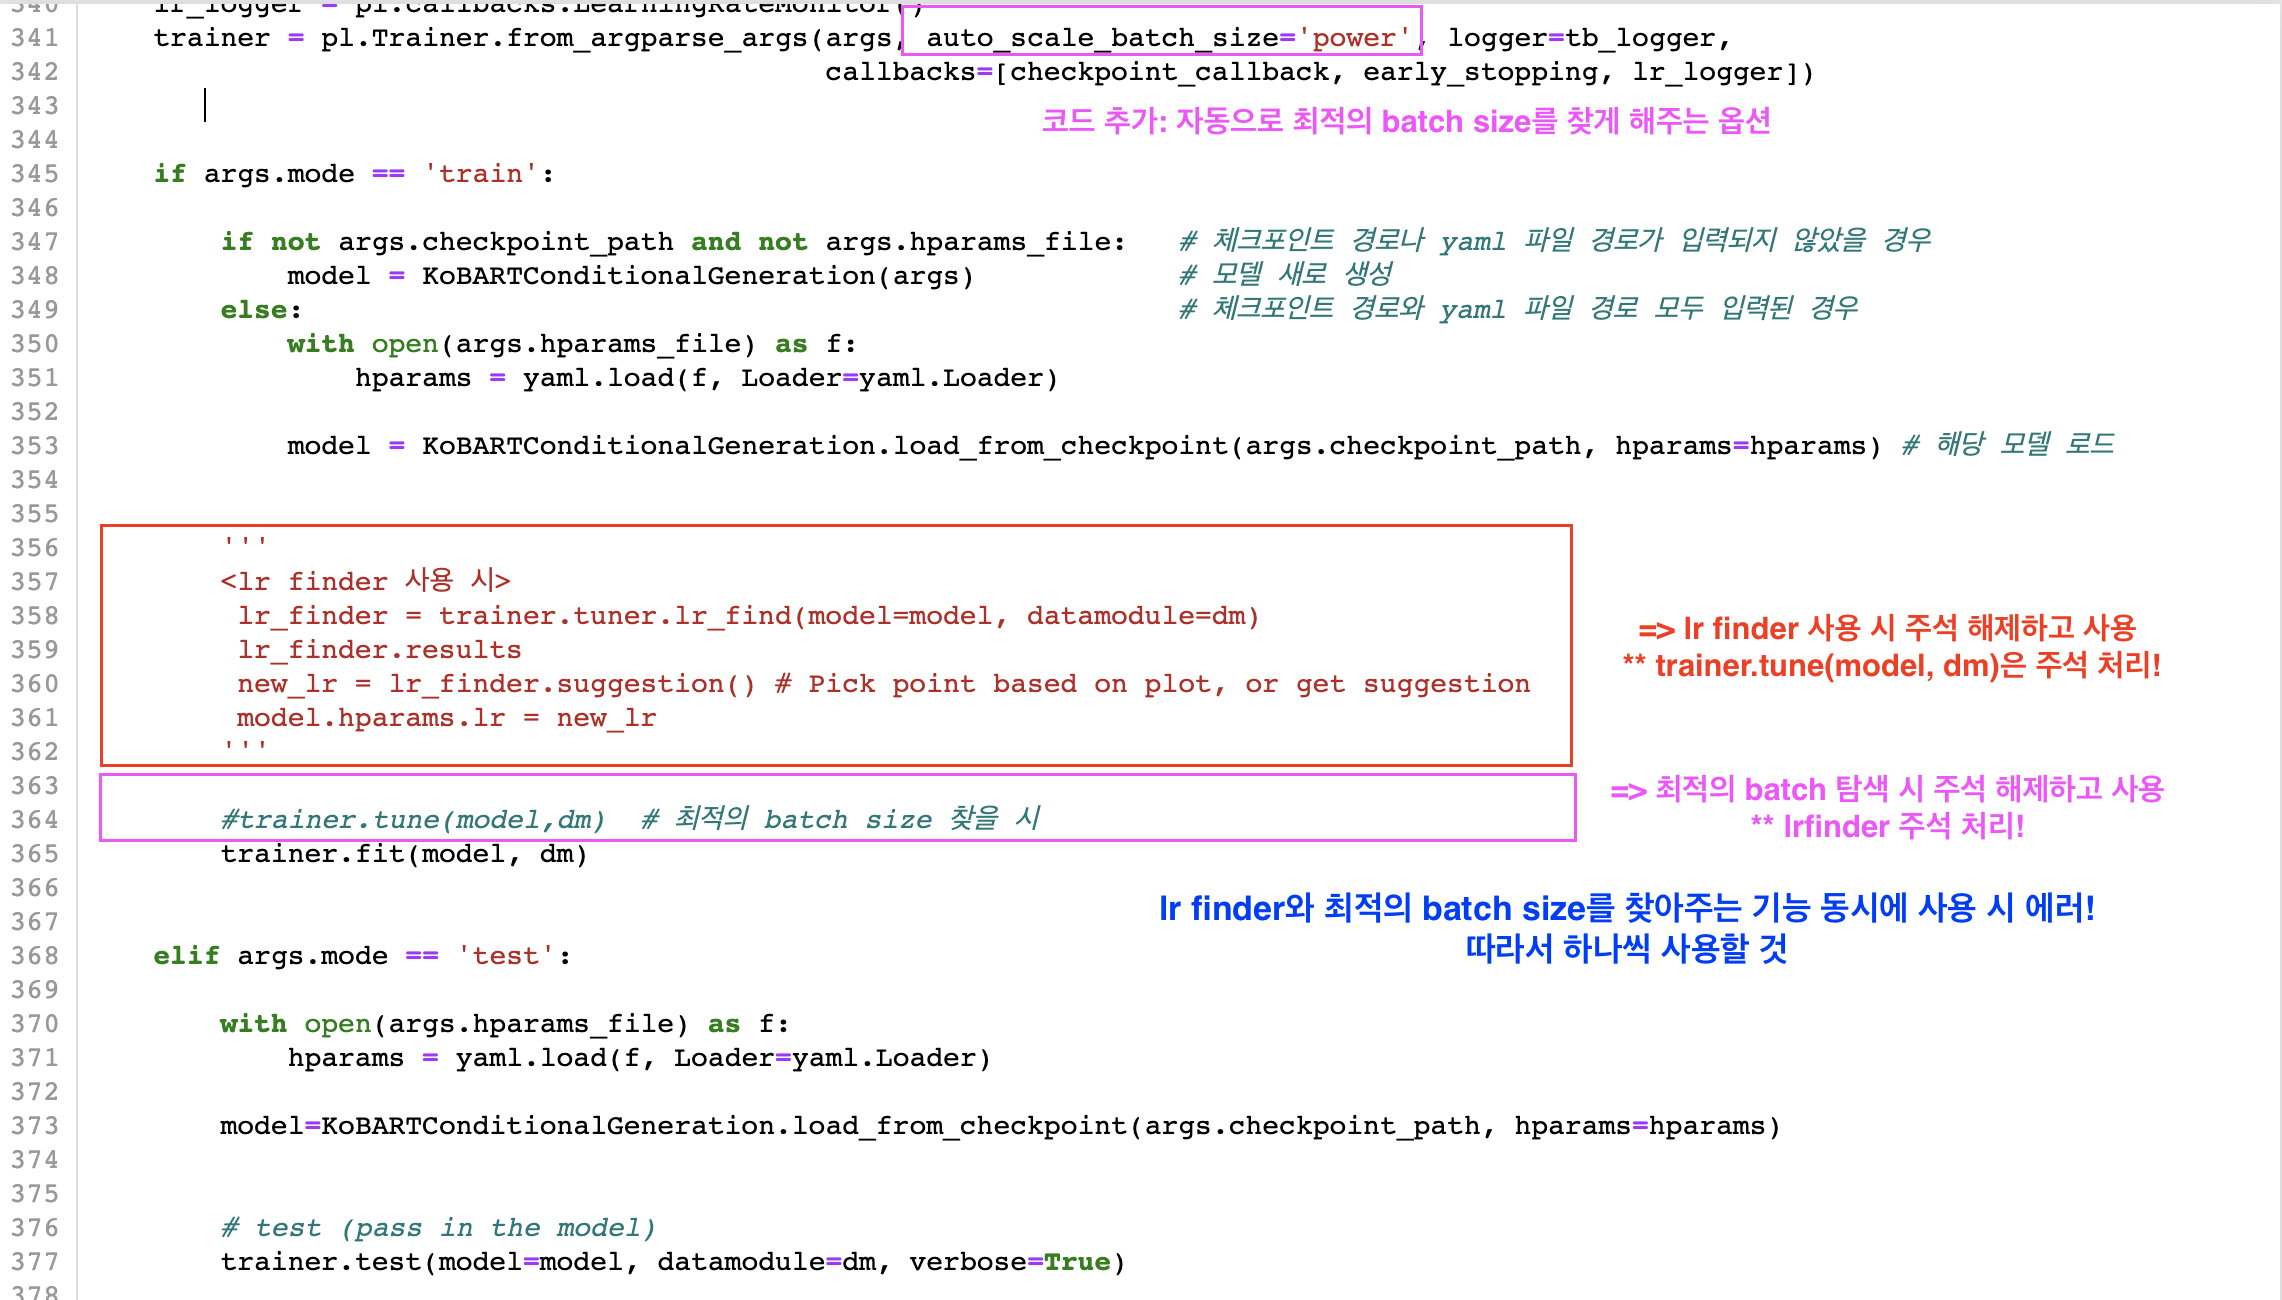 340 lr_logger = pl.callbacks.LearningRateMonitor()
341 trainer = pl.Trainer.from_argparse_args(args, auto_scale_batch_size='power', logger=tb_logger,
342 callbacks=[checkpoint_callback, early_stopping, lr_logger])
343
코드 추가: 자동으로 최적의 batch size를 찾게 해주는 옵션
344
345 if args.mode == 'train':
346
347 if not args.checkpoint_path and not args.hparams_file: # 체크포인트 경로나 yaml 파일 경로가 입력되지 않았을 경우
348 model = KoBARTConditionalGeneration(args) # 모델 새로 생성
349 else: # 체크포인트 경로와 yaml 파일 경로 모두 입력된 경우
350 with open(args.hparams_file) as f:
351 hparams = yaml.load(f, Loader=yaml.Loader)
352
353 model = KoBARTConditionalGeneration.load_from_checkpoint(args.checkpoint_path, hparams=hparams) # 해당 모델 로드
354
355
356 '''
357 <lr finder 사용 시>
358 lr_finder = trainer.tuner.lr_find(model=model, datamodule=dm)
359 lr_finder.results
360 new_lr = lr_finder.suggestion() # Pick point based on plot, or get suggestion
361 model.hparams.lr = new_lr
362 '''
=> lr finder 사용 시 주석 해제하고 사용
** trainer.tune(model, dm)은 주석 처리!
363
364 #trainer.tune(model,dm) # 최적의 batch size 찾을 시
=> 최적의 batch 탐색 시 주석 해제하고 사용
** lrfinder 주석 처리!
365 trainer.fit(model, dm)
366
367
lr finder와 최적의 batch size를 찾아주는 기능 동시에 사용 시 에러!
따라서 하나씩 사용할 것
368 elif args.mode == 'test':
369
370 with open(args.hparams_file) as f:
371 hparams = yaml.load(f, Loader=yaml.Loader)
372
373 model=KoBARTConditionalGeneration.load_from_checkpoint(args.checkpoint_path, hparams=hparams)
374
375
376 # test (pass in the model)
377 trainer.test(model=model, datamodule=dm, verbose=True)
378